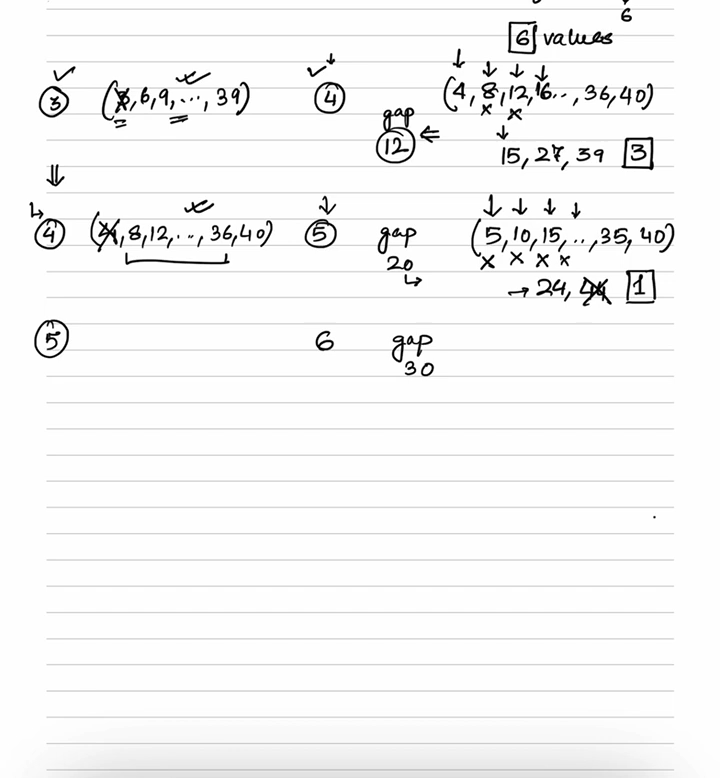 6
6 values
③ (3,6,9,...,39) ④ (4,8,12,16..,36,40)
gap
12 ⇐ 15,27,39 3
④ (4,8,12,...,36,40) ⑤ gap (5,10,15,..,35,40)
20 → 24,44 1
⑤ 6 gap
30